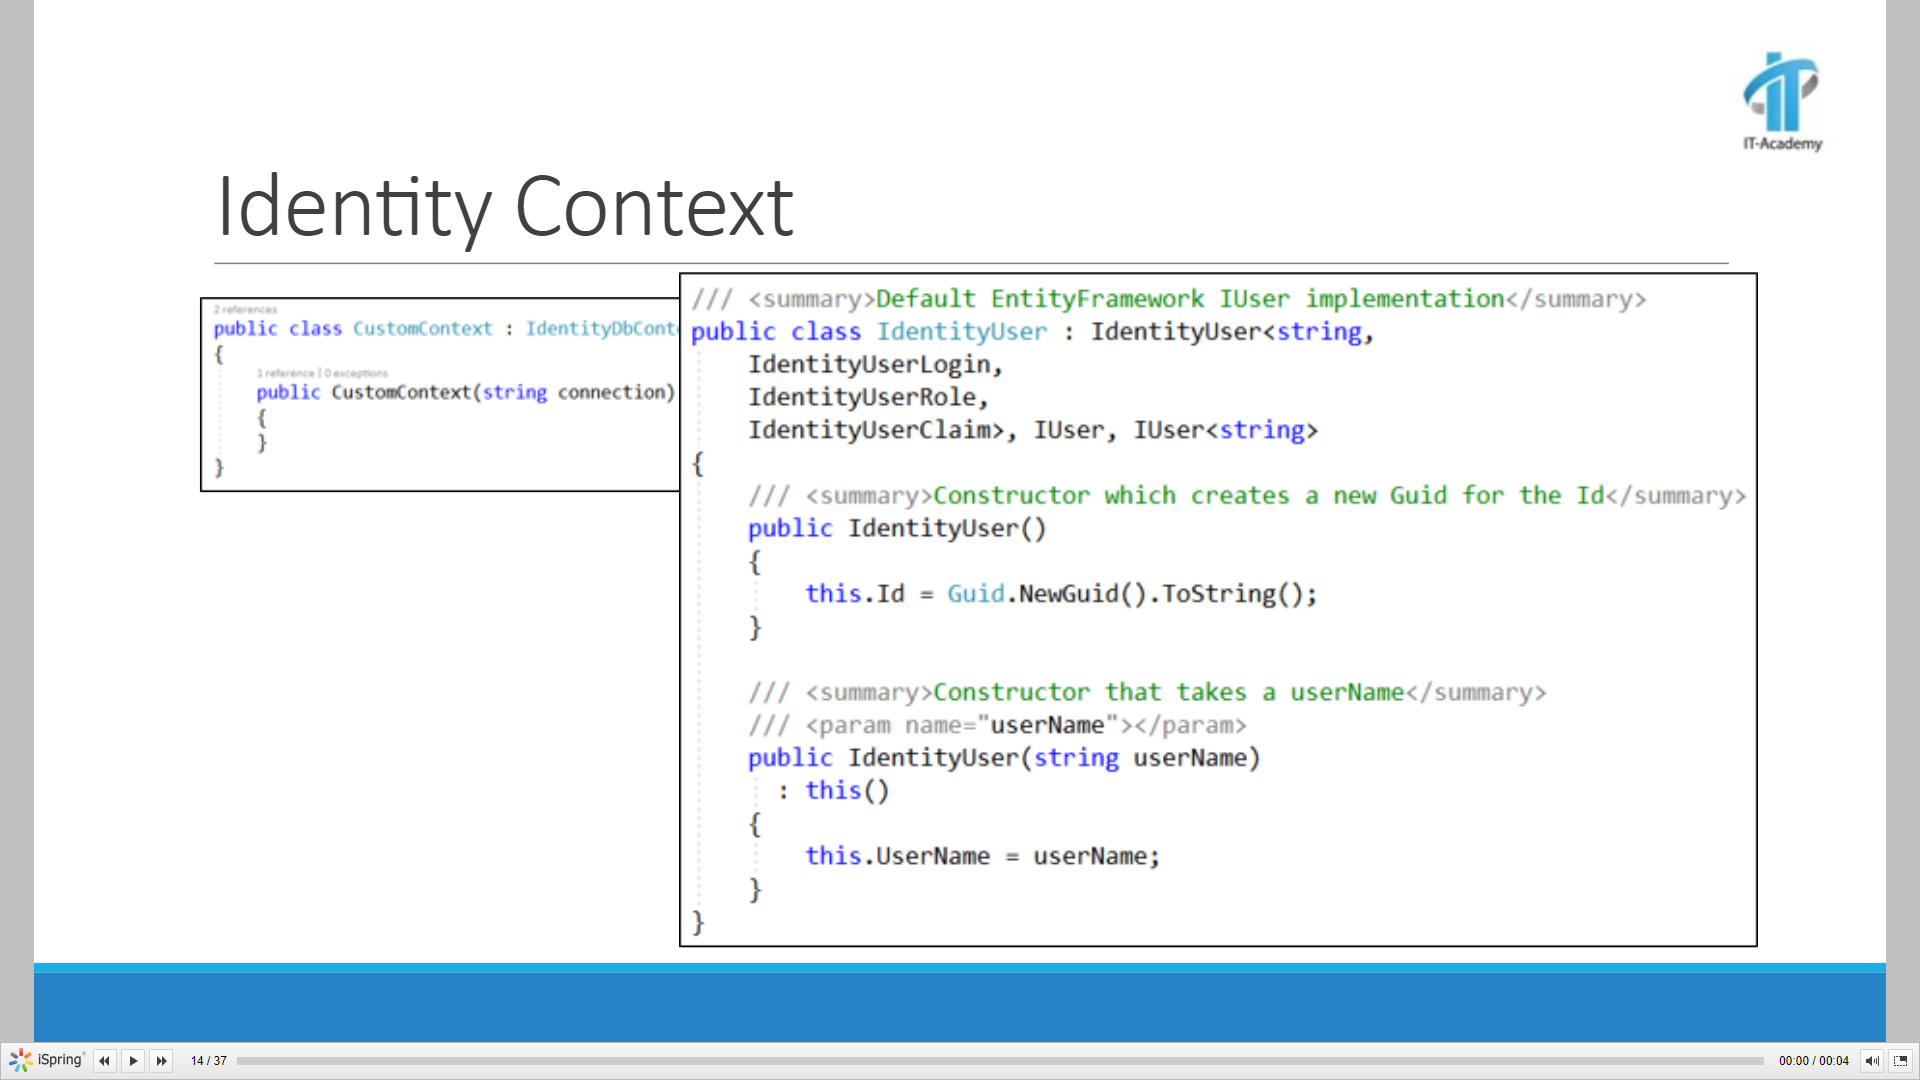 IT-Academy
Identity Context
2 references
public class CustomContext : IdentityDbConte
{
1 reference | 0 exceptions
public CustomContext(string connection)
{
}
}
/// <summary>Default EntityFramework IUser implementation</summary>
public class IdentityUser : IdentityUser<string,
IdentityUserLogin,
IdentityUserRole,
IdentityUserClaim>, IUser, IUser<string>
{
/// <summary>Constructor which creates a new Guid for the Id</summary>
public IdentityUser()
{
this.Id = Guid.NewGuid().ToString();
}
/// <summary>Constructor that takes a userName</summary>
/// <param name="userName"></param>
public IdentityUser(string userName)
: this()
{
this.UserName = userName;
}
}
iSpring
14 / 37
00:00 / 00:04